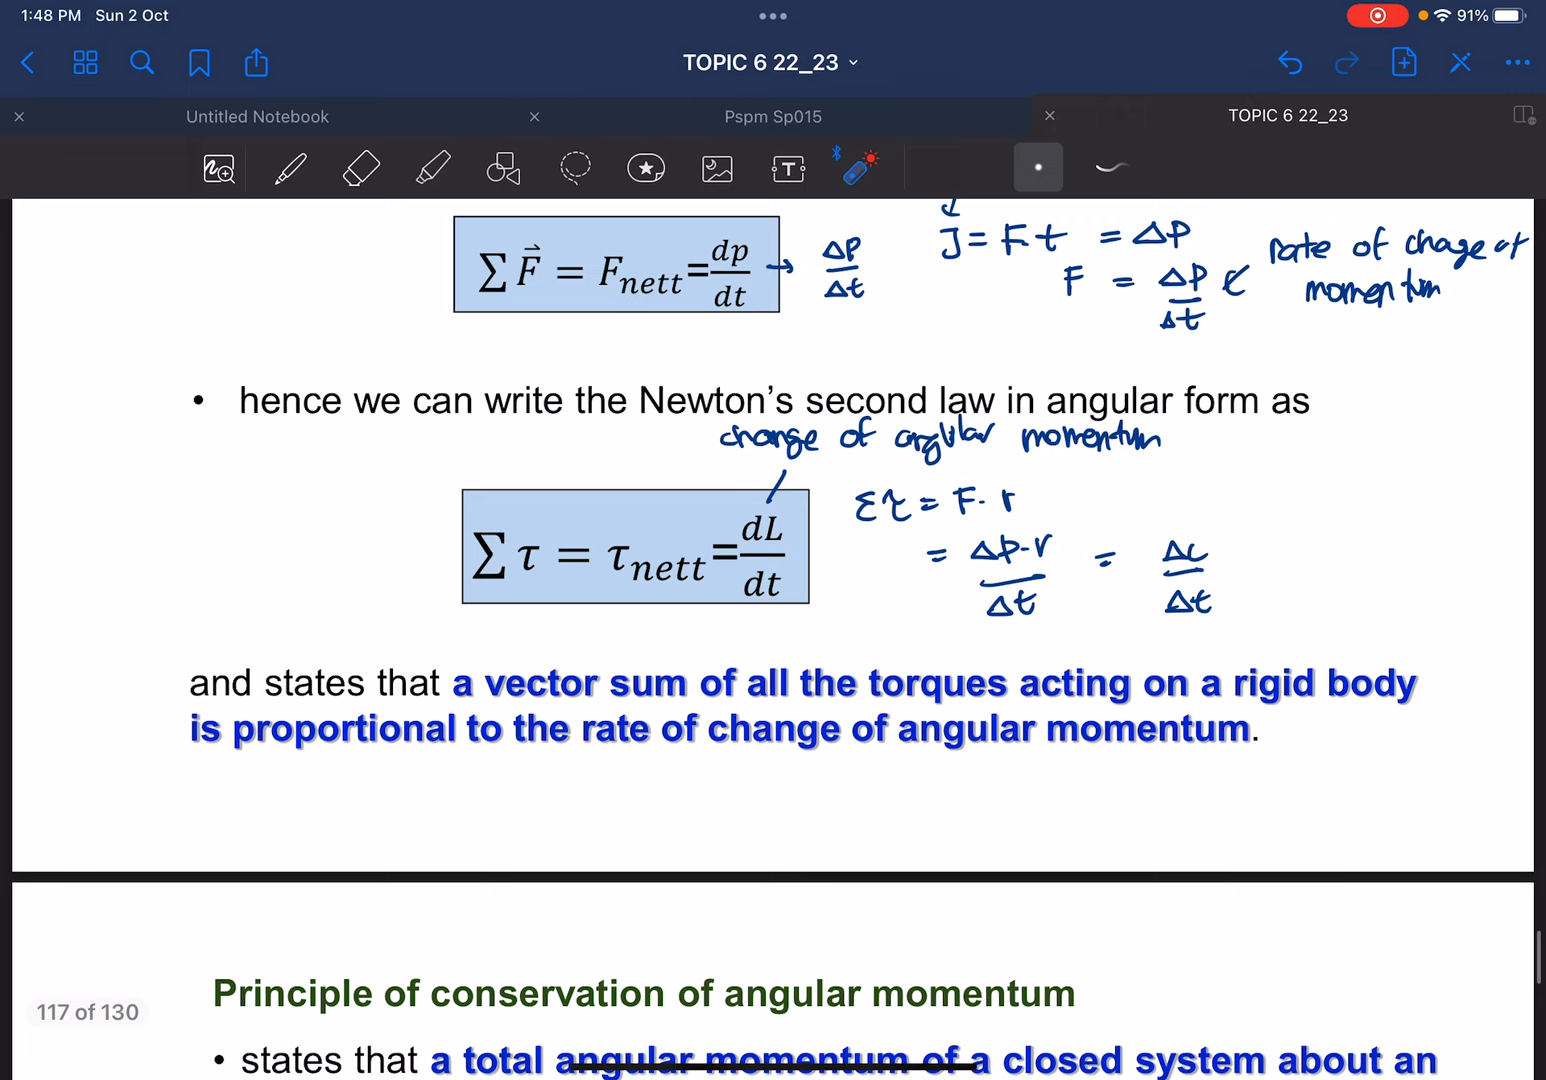 1:48 PM Sun 2 Oct
91%
TOPIC 6 22_23
Untitled Notebook
Pspm Sp015
TOPIC 6 22_23
∑ F⃗ = Fₙₑₜₜ = dp/dt → ΔP/Δt
J = F.t = ΔP
F = ΔP/Δt
rate of chage of
momentum
• hence we can write the Newton's second law in angular form as
change of angular momentum
∑ τ = τₙₑₜₜ = dL/dt
Στ = F. r
= ΔP.r/Δt = ΔL/Δt
and states that a vector sum of all the torques acting on a rigid body
is proportional to the rate of change of angular momentum.
117 of 130
Principle of conservation of angular momentum
• states that a total angular momentum of a closed system about an